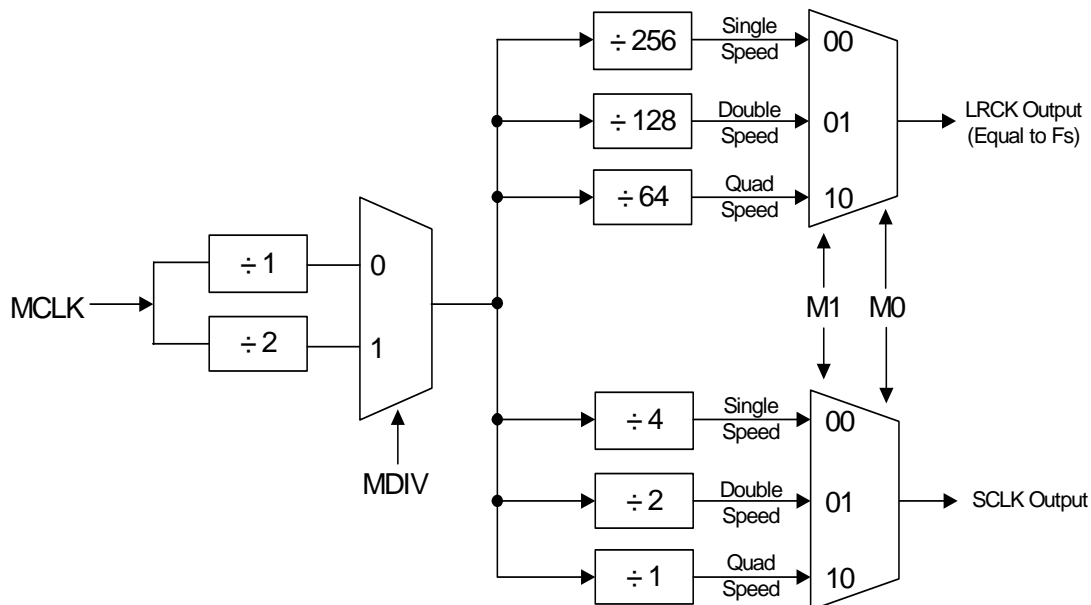 ÷ 256
Single
Speed
00
÷ 128
Double
Speed
01
LRCK Output
(Equal to Fs)
÷ 64
Quad
Speed
10
MCLK
÷ 1
0
÷ 2
1
MDIV
M1
M0
÷ 4
Single
Speed
00
÷ 2
Double
Speed
01
SCLK Output
÷ 1
Quad
Speed
10